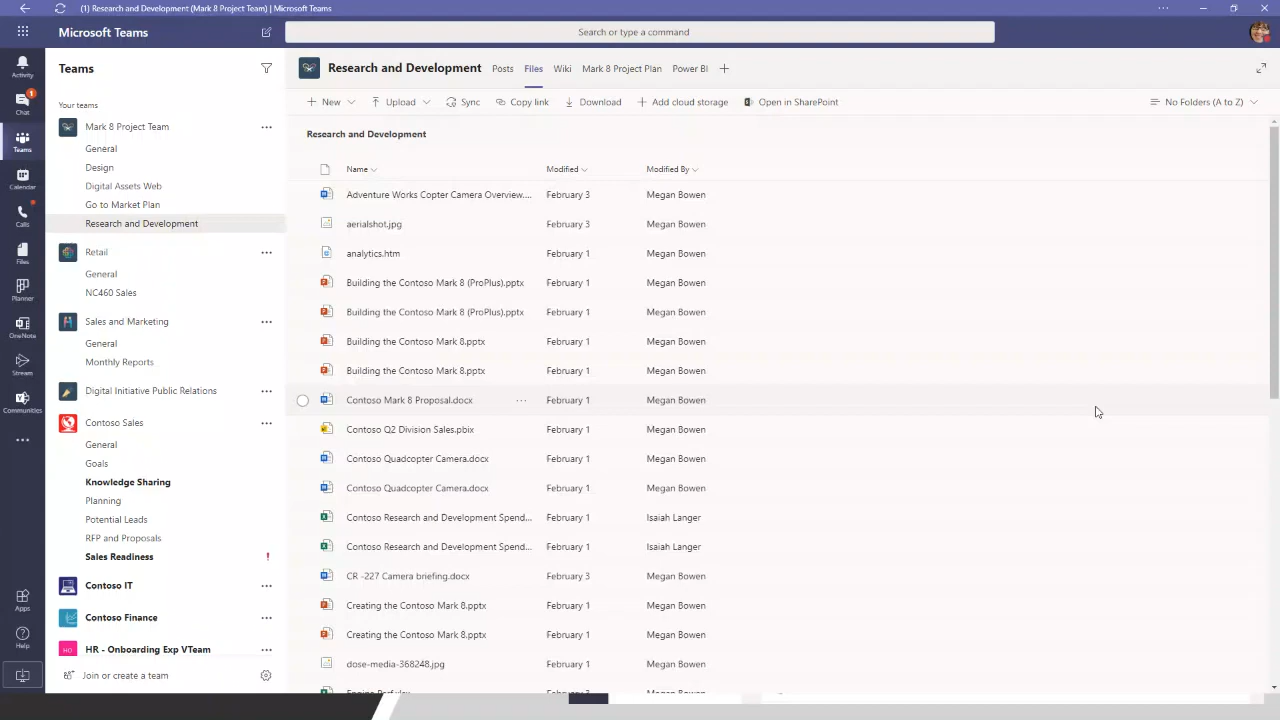 (1) Research and Development (Mark 8 Project Team) | Microsoft Teams
Microsoft Teams
Search or type a command
Activity
1
Chat
Teams
Calendar
Calls
Files
Planner
OneNote
Stream
Communities
Apps
Help
Teams
Your teams
Mark 8 Project Team
General
Design
Digital Assets Web
Go to Market Plan
Research and Development
Retail
General
NC460 Sales
Sales and Marketing
General
Monthly Reports
Digital Initiative Public Relations
Contoso Sales
General
Goals
Knowledge Sharing
Planning
Potential Leads
RFP and Proposals
Sales Readiness !
Contoso IT
Contoso Finance
HO HR - Onboarding Exp VTeam
Join or create a team
Research and Development Posts Files Wiki Mark 8 Project Plan Power BI
New Upload Sync Copy link Download Add cloud storage Open in SharePoint No Folders (A to Z)
Research and Development
Name Modified Modified By
Adventure Works Copter Camera Overview.... February 3 Megan Bowen
aerialshot.jpg February 3 Megan Bowen
analytics.htm February 1 Megan Bowen
Building the Contoso Mark 8 (ProPlus).pptx February 1 Megan Bowen
Building the Contoso Mark 8 (ProPlus).pptx February 1 Megan Bowen
Building the Contoso Mark 8.pptx February 1 Megan Bowen
Building the Contoso Mark 8.pptx February 1 Megan Bowen
Contoso Mark 8 Proposal.docx ... February 1 Megan Bowen
Contoso Q2 Division Sales.pbix February 1 Megan Bowen
Contoso Quadcopter Camera.docx February 1 Megan Bowen
Contoso Quadcopter Camera.docx February 1 Megan Bowen
Contoso Research and Development Spend... February 1 Isaiah Langer
Contoso Research and Development Spend... February 1 Isaiah Langer
CR -227 Camera briefing.docx February 3 Megan Bowen
Creating the Contoso Mark 8.pptx February 1 Megan Bowen
Creating the Contoso Mark 8.pptx February 1 Megan Bowen
dose-media-368248.jpg February 1 Megan Bowen